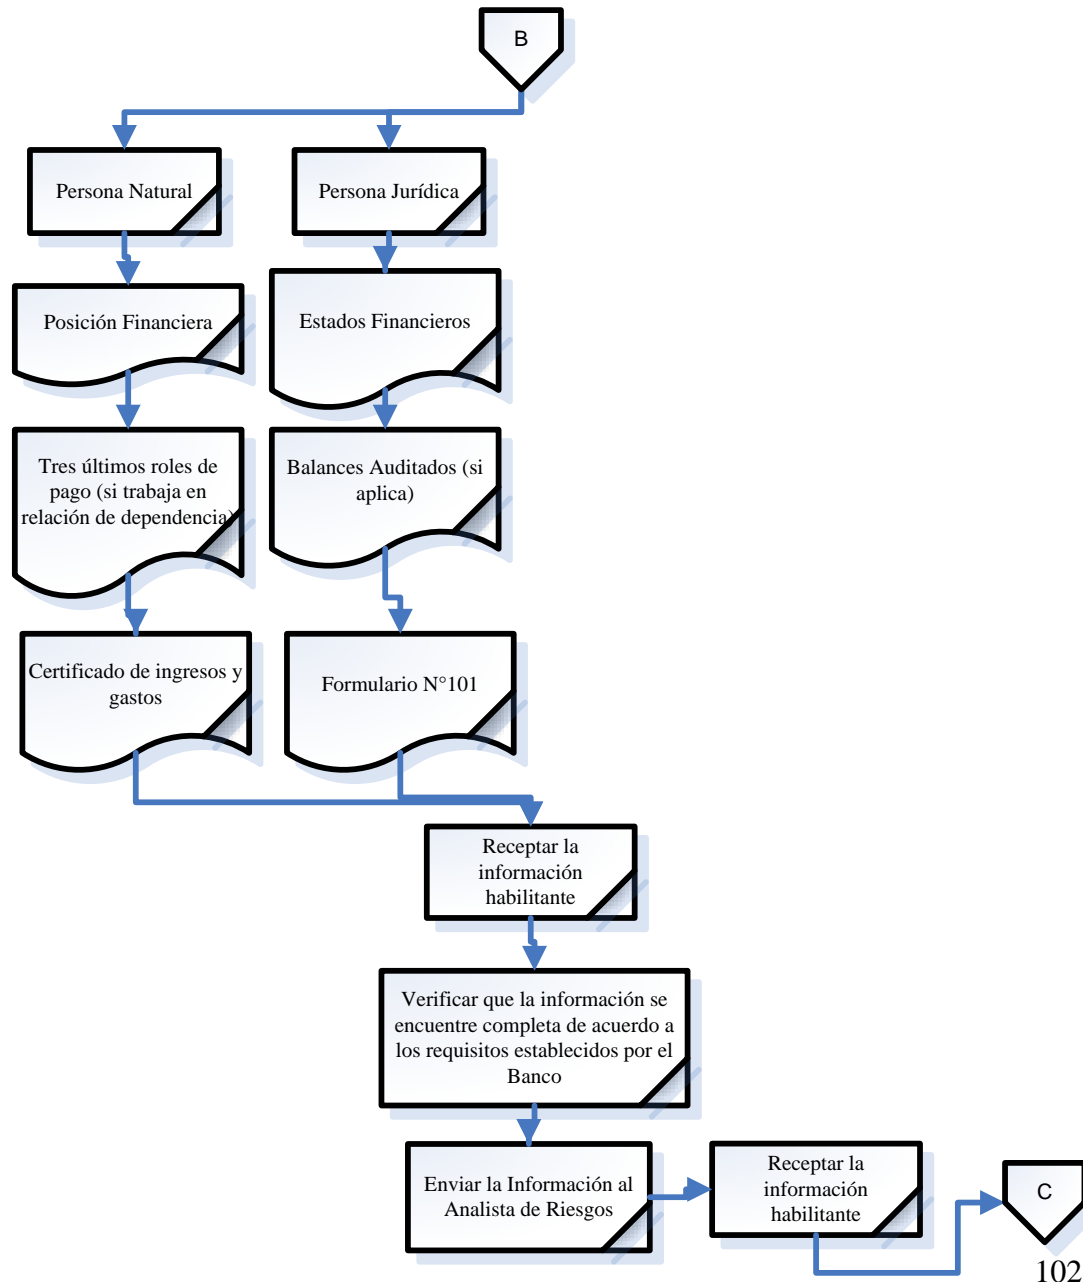 B
Persona Natural
Persona Jurídica
Posición Financiera
Estados Financieros
Tres últimos roles de
pago (si trabaja en
relación de dependencia)
Balances Auditados (si
aplica)
Certificado de ingresos y
gastos
Formulario N°101
Receptar la
información
habilitante
Verificar que la información se
encuentre completa de acuerdo a
los requisitos establecidos por el
Banco
Enviar la Información al
Analista de Riesgos
Receptar la
información
habilitante
C
102